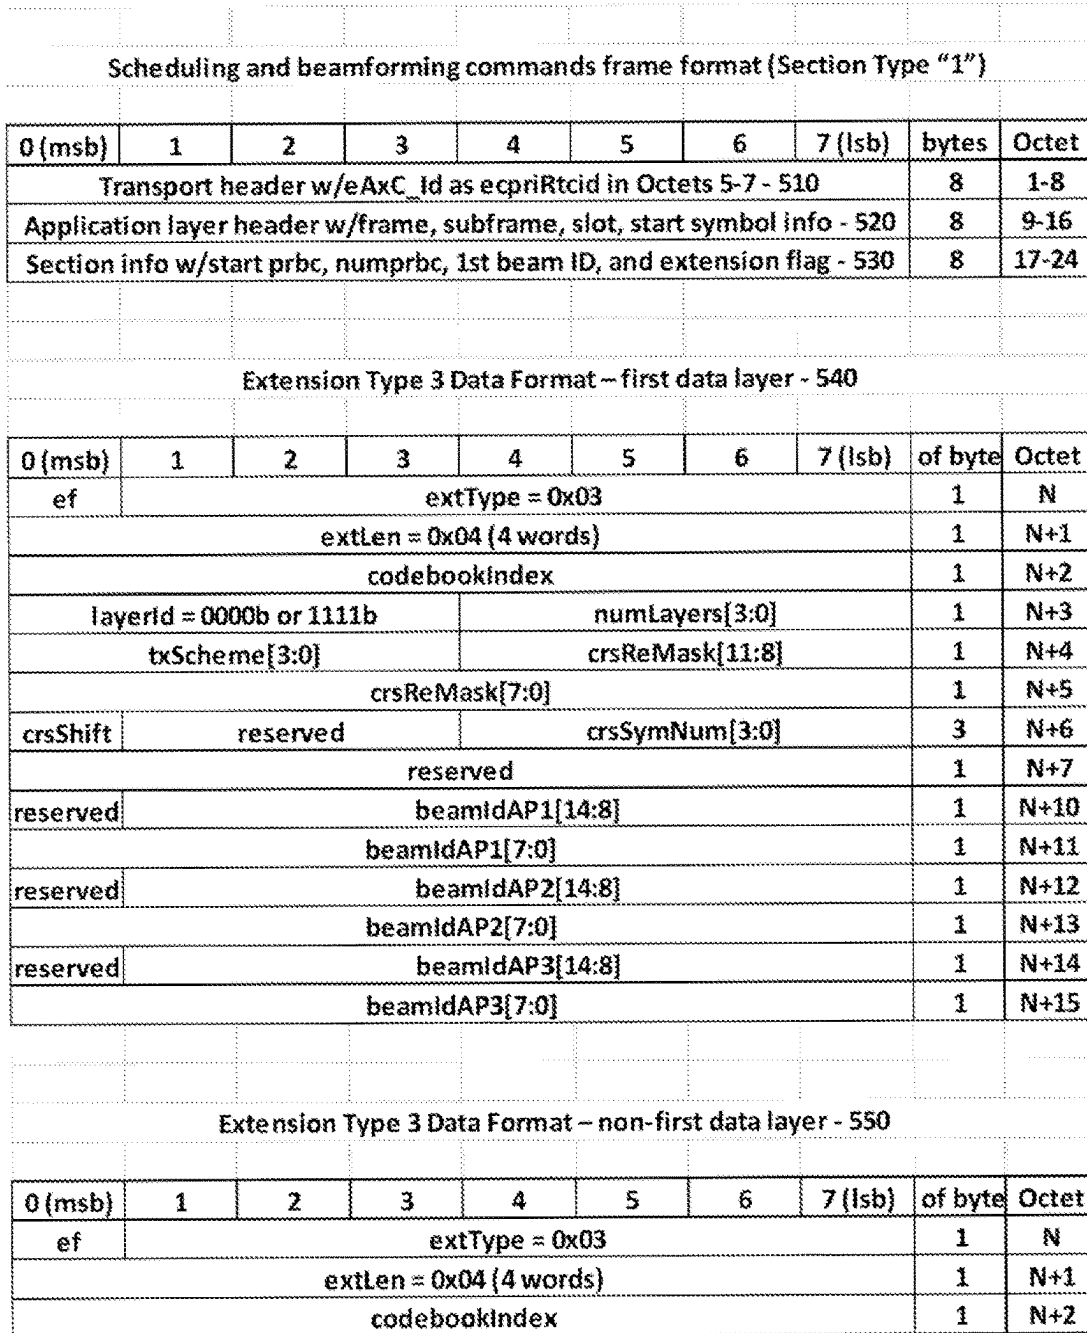 Scheduling and beamforming commands frame format (Section Type “1”)
0 (msb) 1 2 3 4 5 6 7 (lsb) bytes Octet
Transport header w/eAxC_Id as ecpriRtcid in Octets 5-7 - 510 8 1-8
Application layer header w/frame, subframe, slot, start symbol info - 520 8 9-16
Section info w/start prbc, numprbc, 1st beam ID, and extension flag - 530 8 17-24
Extension Type 3 Data Format – first data layer - 540
0 (msb) 1 2 3 4 5 6 7 (lsb) of byte Octet
ef extType = 0x03 1 N
extLen = 0x04 (4 words) 1 N+1
codebookIndex 1 N+2
layerId = 0000b or 1111b numLayers[3:0] 1 N+3
txScheme[3:0] crsReMask[11:8] 1 N+4
crsReMask[7:0] 1 N+5
crsShift reserved crsSymNum[3:0] 3 N+6
reserved 1 N+7
reserved beamIdAP1[14:8] 1 N+10
beamIdAP1[7:0] 1 N+11
reserved beamIdAP2[14:8] 1 N+12
beamIdAP2[7:0] 1 N+13
reserved beamIdAP3[14:8] 1 N+14
beamIdAP3[7:0] 1 N+15
Extension Type 3 Data Format – non-first data layer - 550
0 (msb) 1 2 3 4 5 6 7 (lsb) of byte Octet
ef extType = 0x03 1 N
extLen = 0x04 (4 words) 1 N+1
codebookIndex 1 N+2